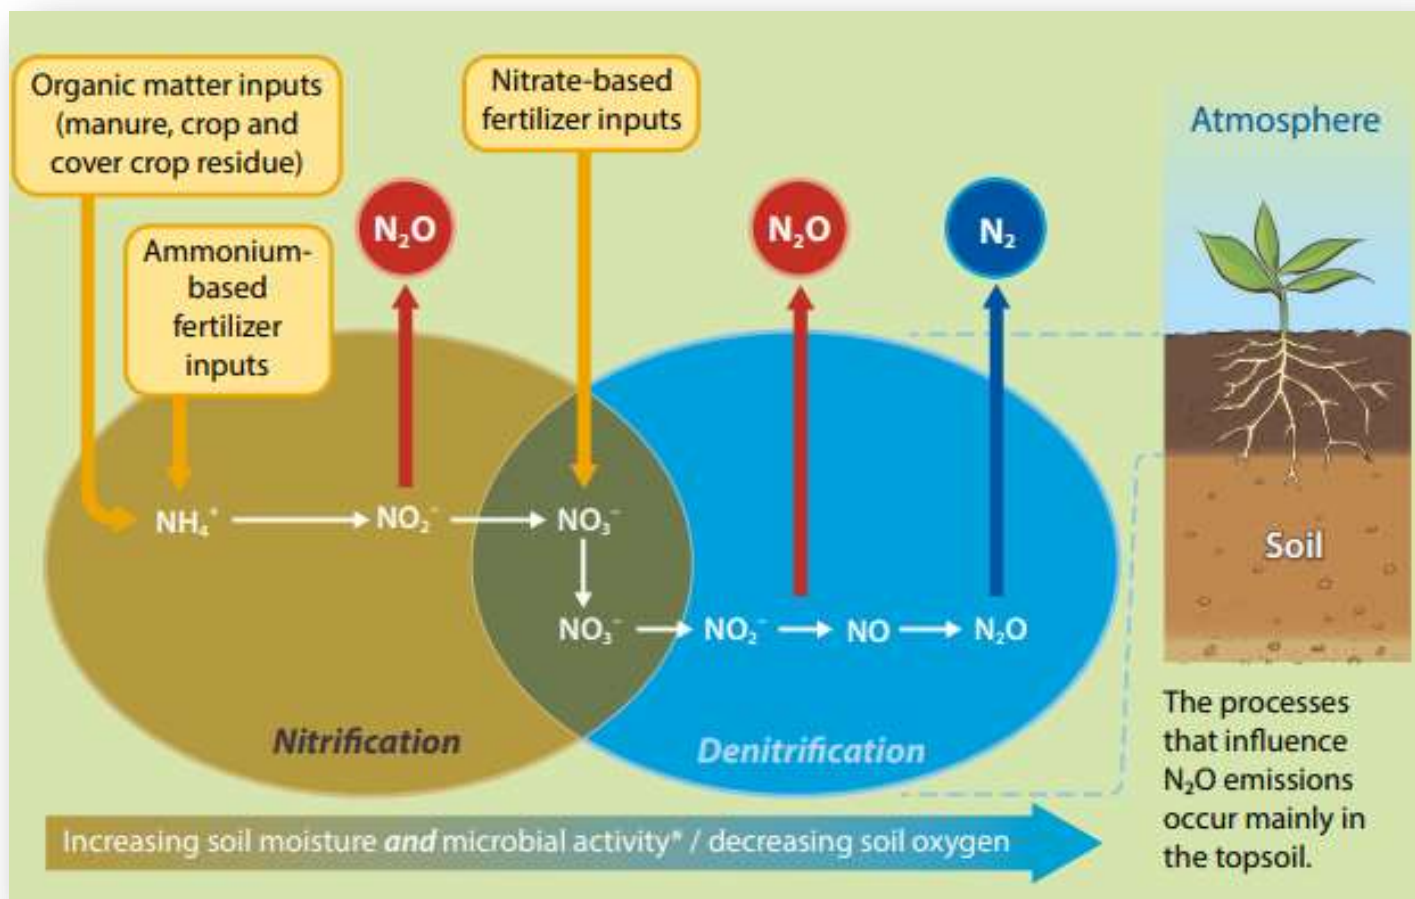 Organic matter inputs
(manure, crop and
cover crop residue)
Nitrate-based
fertilizer inputs
Ammonium-
based
fertilizer
inputs
N₂O
N₂O
N₂
Atmosphere
NH₄⁺
NO₂⁻
NO₃⁻
NO₃⁻
NO₂⁻
NO
N₂O
Soil
Nitrification
Denitrification
The processes
that influence
N₂O emissions
occur mainly in
the topsoil.
Increasing soil moisture and microbial activity* / decreasing soil oxygen